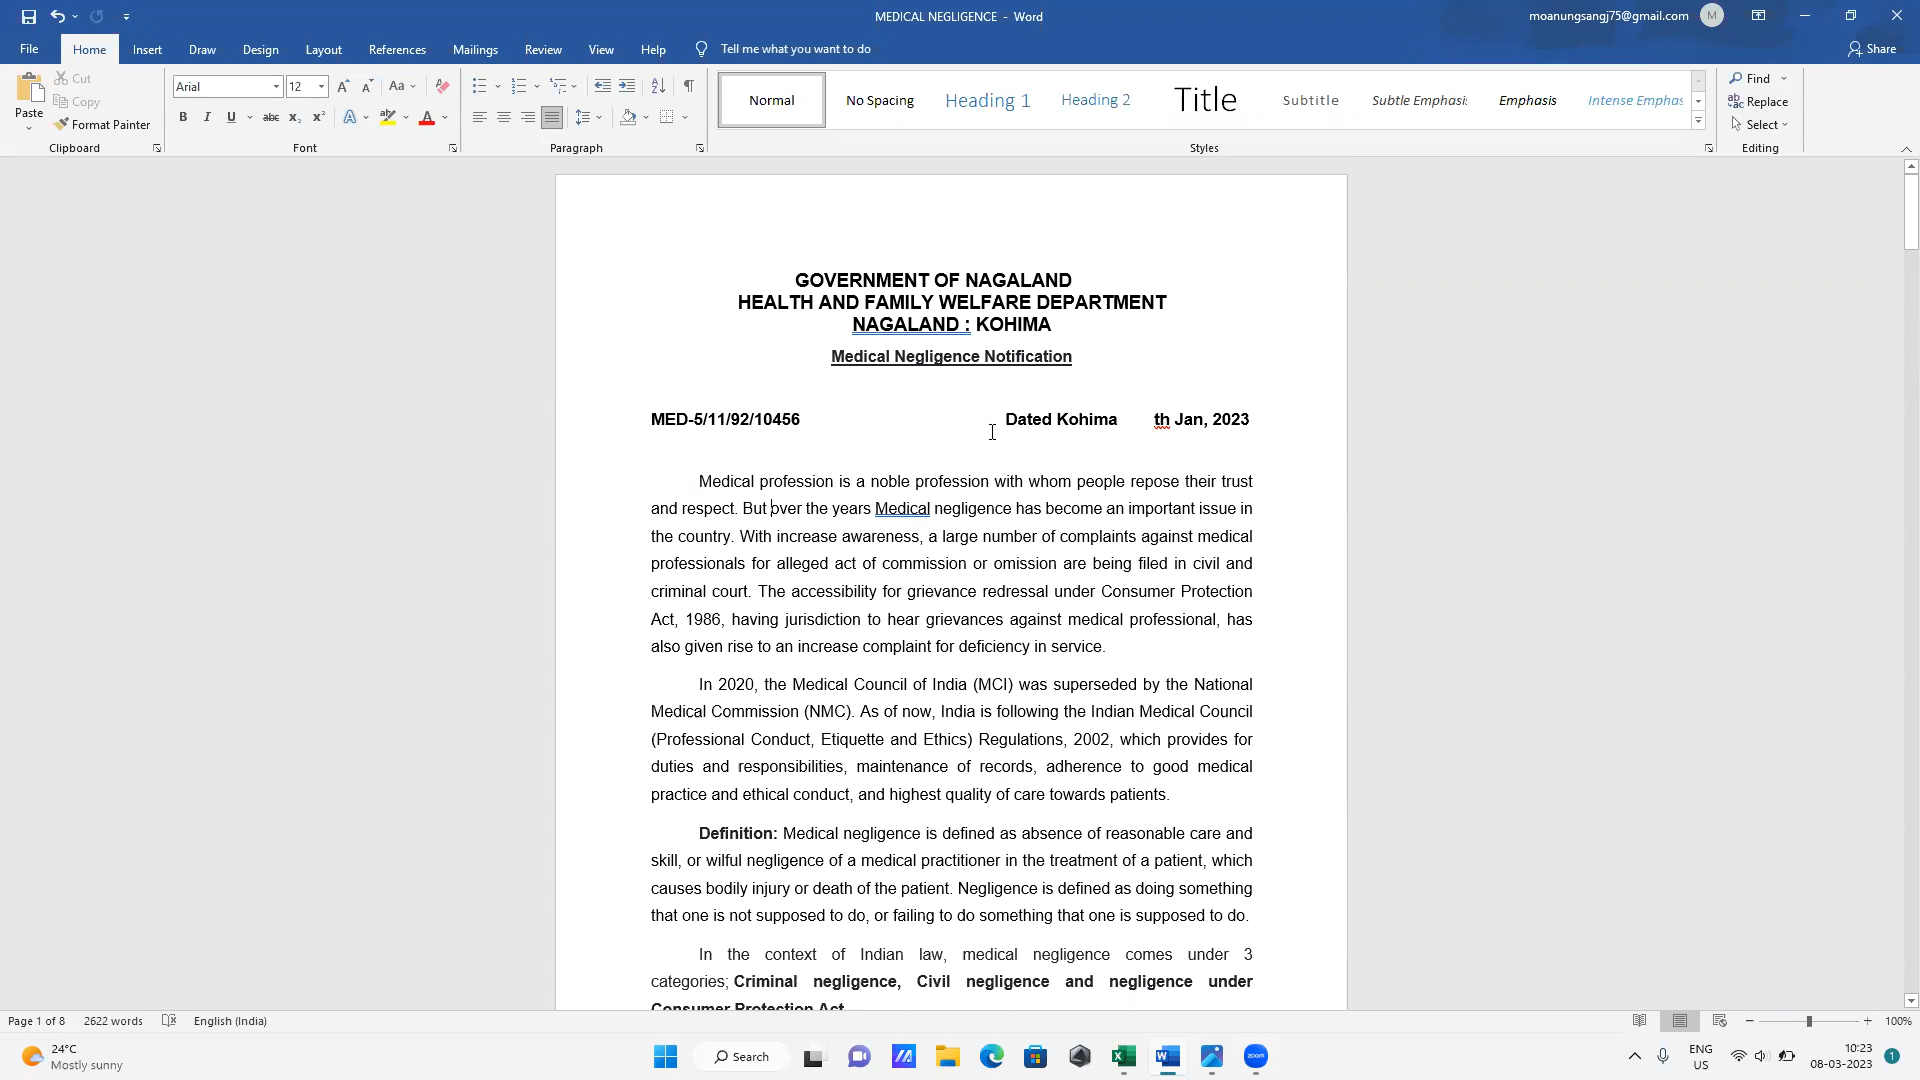 MEDICAL NEGLIGENCE - Word
moanungsangj75@gmail.com M
File Home Insert Draw Design Layout References Mailings Review View Help Tell me what you want to do Share
Paste
Cut
Copy
Format Painter
Clipboard
Arial 12
Font
Paragraph
Normal No Spacing Heading 1 Heading 2 Title Subtitle Subtle Emphasis Emphasis Intense Emphas
Styles
Find
Replace
Select
Editing
GOVERNMENT OF NAGALAND
HEALTH AND FAMILY WELFARE DEPARTMENT
NAGALAND : KOHIMA
Medical Negligence Notification
MED-5/11/92/10456 Dated Kohima th Jan, 2023
Medical profession is a noble profession with whom people repose their trust
and respect. But over the years Medical negligence has become an important issue in
the country. With increase awareness, a large number of complaints against medical
professionals for alleged act of commission or omission are being filed in civil and
criminal court. The accessibility for grievance redressal under Consumer Protection
Act, 1986, having jurisdiction to hear grievances against medical professional, has
also given rise to an increase complaint for deficiency in service.
In 2020, the Medical Council of India (MCI) was superseded by the National
Medical Commission (NMC). As of now, India is following the Indian Medical Council
(Professional Conduct, Etiquette and Ethics) Regulations, 2002, which provides for
duties and responsibilities, maintenance of records, adherence to good medical
practice and ethical conduct, and highest quality of care towards patients.
Definition: Medical negligence is defined as absence of reasonable care and
skill, or wilful negligence of a medical practitioner in the treatment of a patient, which
causes bodily injury or death of the patient. Negligence is defined as doing something
that one is not supposed to do, or failing to do something that one is supposed to do.
In the context of Indian law, medical negligence comes under 3
categories; Criminal negligence, Civil negligence and negligence under
Consumer Protection Act
Page 1 of 8 2622 words English (India) 100%
24°C
Mostly sunny
Search
zoom
ENG
US
10:23
08-03-2023
1